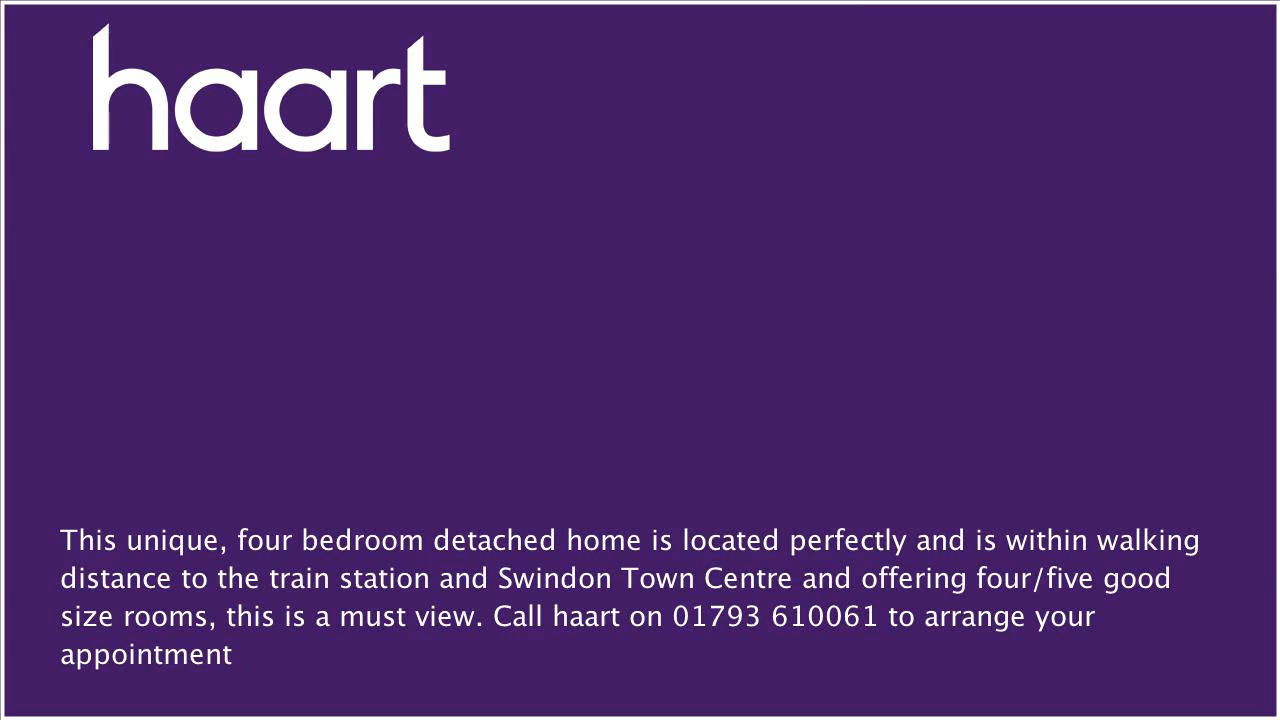 haart
This unique, four bedroom detached home is located perfectly and is within walking
distance to the train station and Swindon Town Centre and offering four/five good
size rooms, this is a must view. Call haart on 01793 610061 to arrange your
appointment